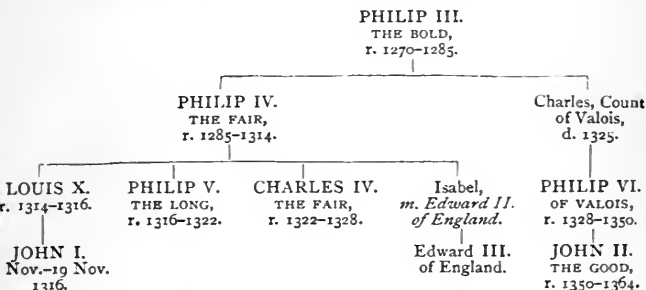 PHILIP III.
THE BOLD,
r. 1270–1285.
PHILIP IV.
THE FAIR,
r. 1285–1314.
Charles, Count
of Valois,
d. 1325.
LOUIS X.
r. 1314–1316.
PHILIP V.
THE LONG,
r. 1316–1322.
CHARLES IV.
THE FAIR,
r. 1322–1328.
Isabel,
m. Edward II.
of England.
PHILIP VI.
OF VALOIS,
r. 1328–1350.
JOHN I.
Nov.–19 Nov.
1316.
Edward III.
of England.
JOHN II.
THE GOOD,
r. 1350–1364.